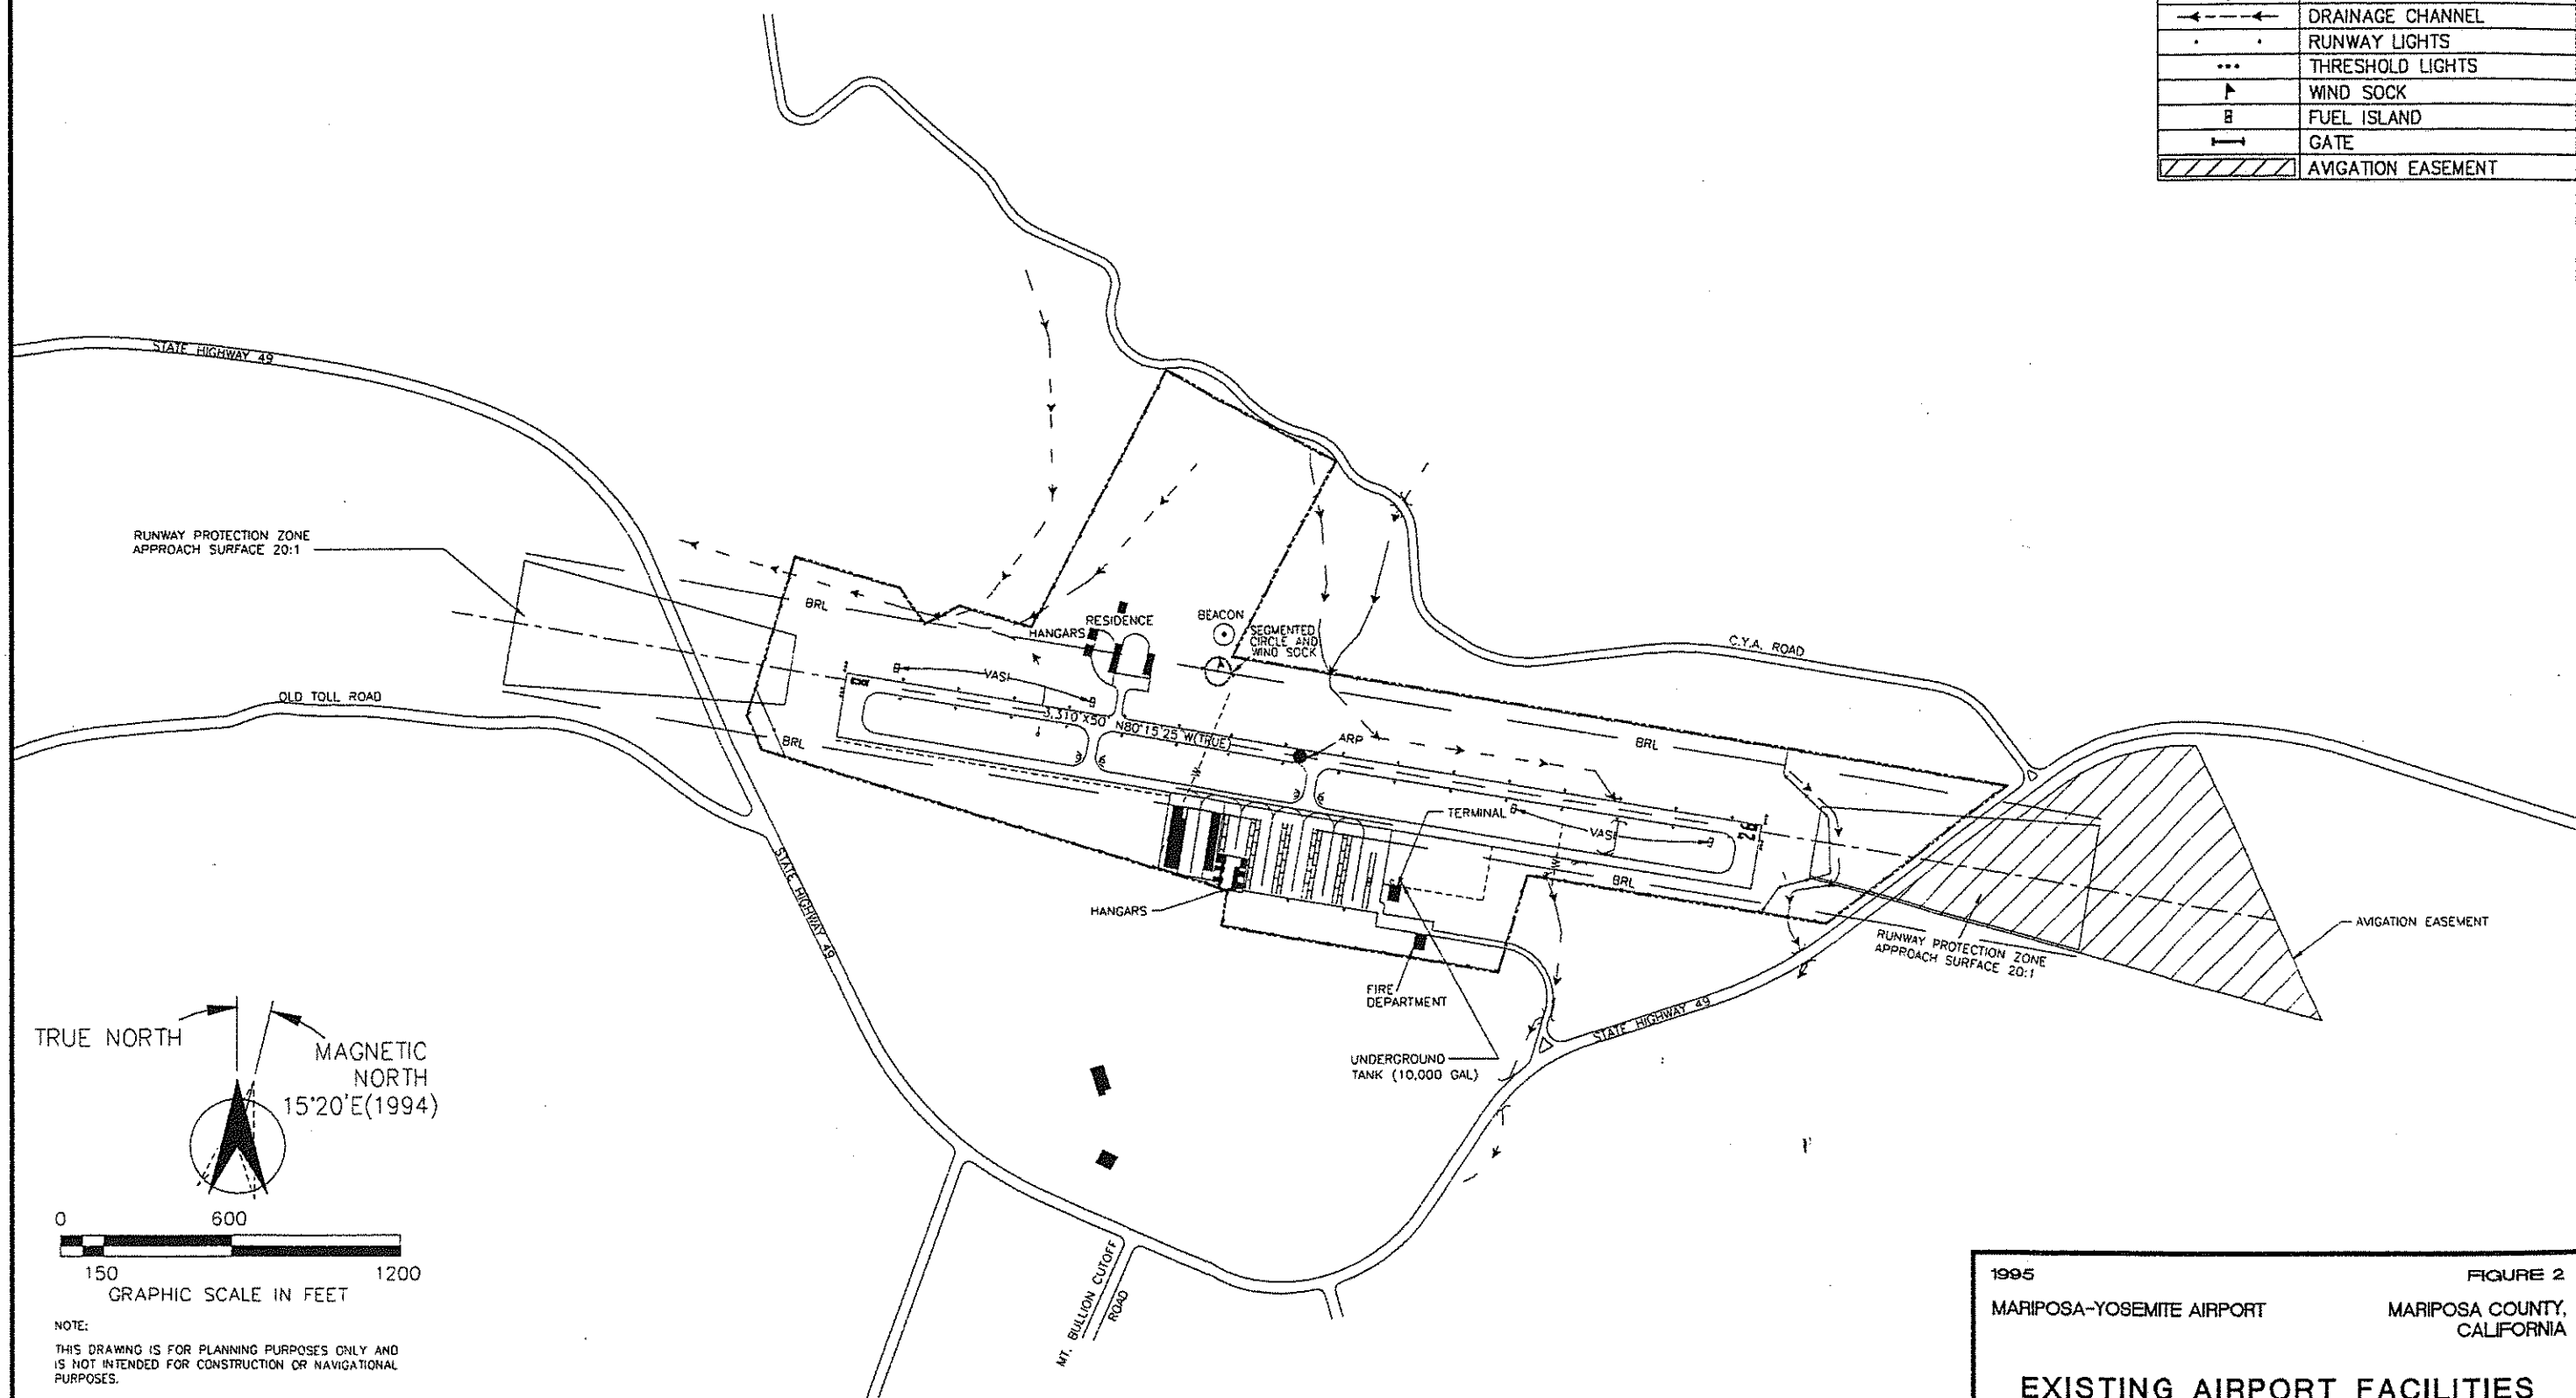 DRAINAGE CHANNEL
RUNWAY LIGHTS
THRESHOLD LIGHTS
WIND SOCK
FUEL ISLAND
GATE
AVIGATION EASEMENT
STATE HIGHWAY 49
RUNWAY PROTECTION ZONE
APPROACH SURFACE 20:1
OLD TOLL ROAD
BRL
BRL
HANGARS
RESIDENCE
BEACON
SEGMENTED
CIRCLE AND
WIND SOCK
C.Y.A. ROAD
VASI
3,310'X50' N80°15'25"W(TRUE)
ARP
BRL
TERMINAL
VASI
26
BRL
W
W
HANGARS
STATE HIGHWAY 49
AVIGATION EASEMENT
RUNWAY PROTECTION ZONE
APPROACH SURFACE 20:1
FIRE
DEPARTMENT
STATE HIGHWAY 49
UNDERGROUND
TANK (10,000 GAL)
TRUE NORTH
MAGNETIC
NORTH
15°20'E(1994)
0 600
150 1200
GRAPHIC SCALE IN FEET
NOTE:
THIS DRAWING IS FOR PLANNING PURPOSES ONLY AND
IS NOT INTENDED FOR CONSTRUCTION OR NAVIGATIONAL
PURPOSES.
MT. BULLION CUTOFF
ROAD
1995 FIGURE 2
MARIPOSA-YOSEMITE AIRPORT MARIPOSA COUNTY,
CALIFORNIA
EXISTING AIRPORT FACILITIES